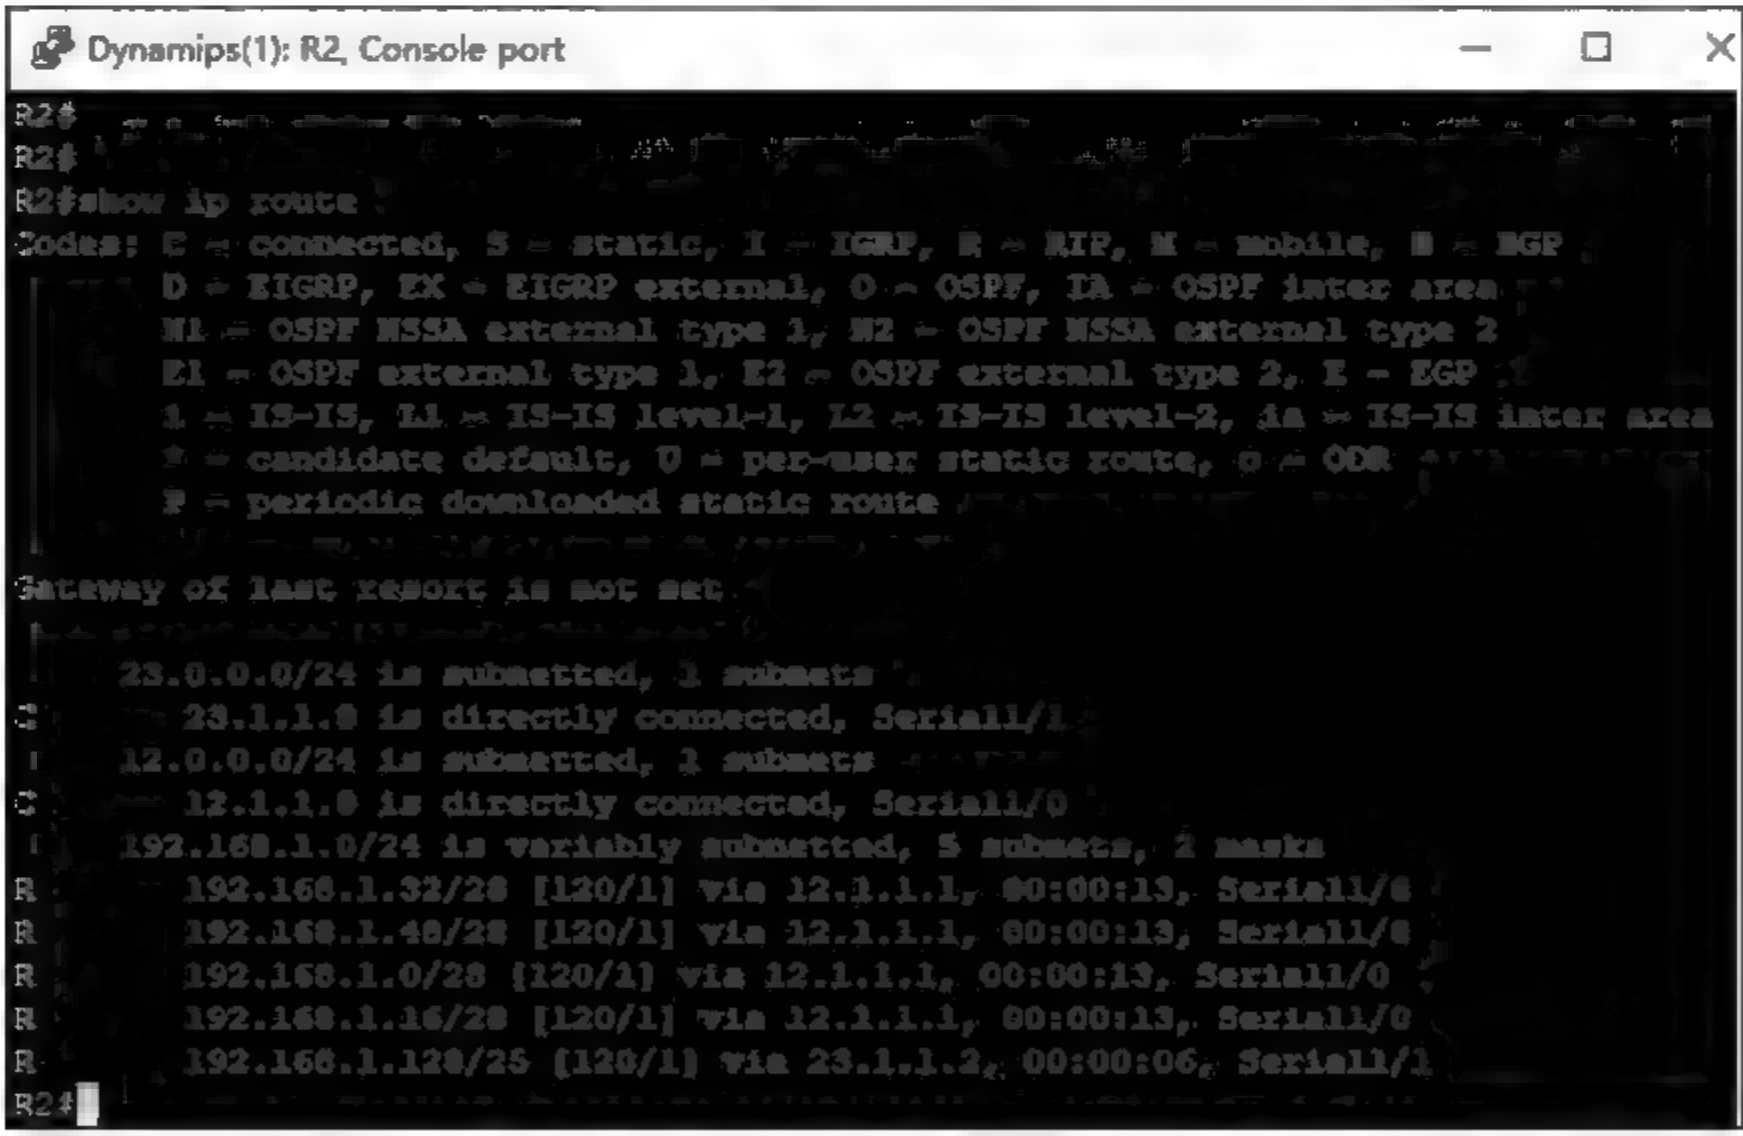 Dynamips(1): R2, Console port
R2#
R2#
R2#show ip route
Codes: C - connected, S - static, I - IGRP, R - RIP, M - mobile, B - BGP
D - EIGRP, EX - EIGRP external, O - OSPF, IA - OSPF inter area
N1 - OSPF NSSA external type 1, N2 - OSPF NSSA external type 2
E1 - OSPF external type 1, E2 - OSPF external type 2, E - EGP
i - IS-IS, L1 - IS-IS level-1, L2 - IS-IS level-2, ia - IS-IS inter area
* - candidate default, U - per-user static route, o - ODR
P - periodic downloaded static route
Gateway of last resort is not set
23.0.0.0/24 is subnetted, 1 subnets
C 23.1.1.0 is directly connected, Serial1/1
12.0.0.0/24 is subnetted, 1 subnets
C 12.1.1.0 is directly connected, Serial1/0
192.168.1.0/24 is variably subnetted, 5 subnets, 2 masks
R 192.168.1.32/28 [120/1] via 12.1.1.1, 00:00:13, Serial1/0
R 192.168.1.48/28 [120/1] via 12.1.1.1, 00:00:13, Serial1/0
R 192.168.1.0/28 [120/1] via 12.1.1.1, 00:00:13, Serial1/0
R 192.168.1.16/28 [120/1] via 12.1.1.1, 00:00:13, Serial1/0
R 192.168.1.128/25 [120/1] via 23.1.1.2, 00:00:06, Serial1/1
R2#